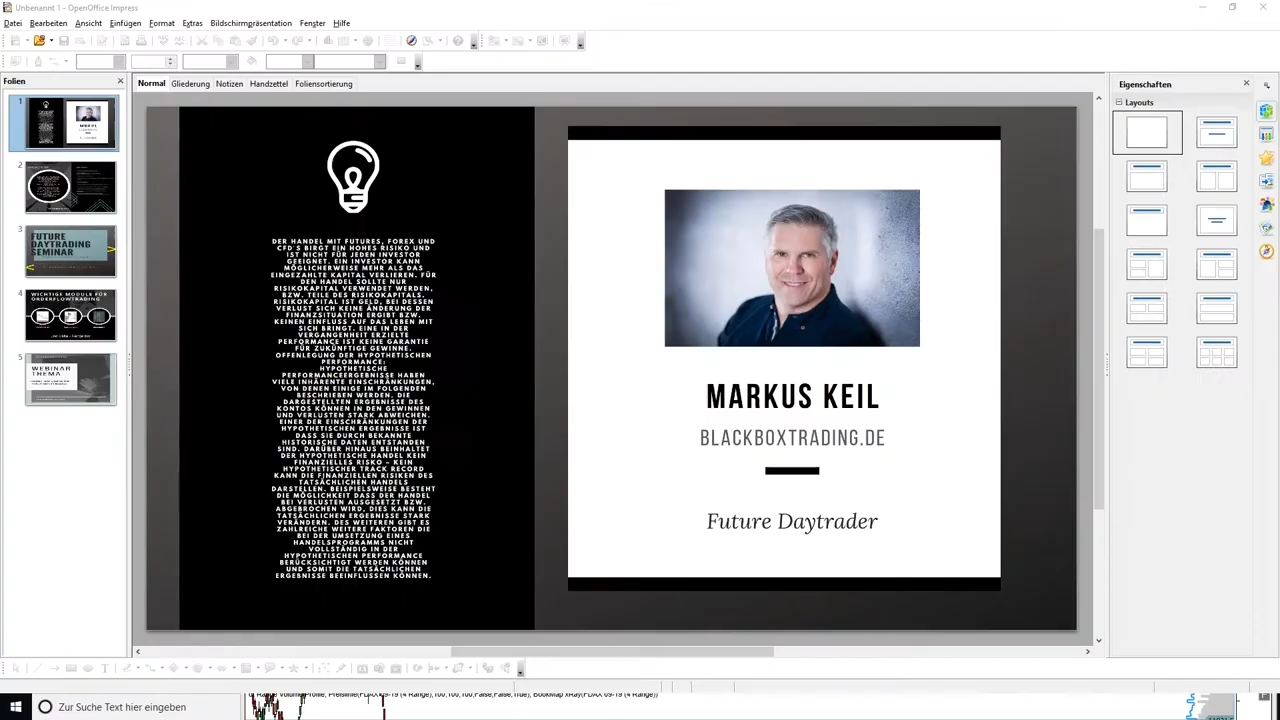 Unbenannt 1 - OpenOffice Impress
Datei Bearbeiten Ansicht Einfügen Format Extras Bildschirmpräsentation Fenster Hilfe
Folien
Normal Gliederung Notizen Handzettel Foliensortierung
Eigenschaften
Layouts
1
2
3
FUTURE
DAYTRADING
SEMINAR
4
WICHTIGE MODULE FÜR
ORDERFLOWTRADING
5
WEBINAR
THEMA
DER HANDEL MIT FUTURES, FOREX UND
CFD'S BIRGT EIN HOHES RISIKO UND
IST NICHT FÜR JEDEN INVESTOR
GEEIGNET. EIN INVESTOR KANN
MÖGLICHERWEISE MEHR ALS DAS
EINGEZAHLTE KAPITAL VERLIEREN. FÜR
DEN HANDEL SOLLTE NUR
RISIKOKAPITAL VERWENDET WERDEN,
BZW. TEILE DES RISIKOKAPITALS.
RISIKOKAPITAL IST GELD, BEI DESSEN
VERLUST SICH KEINE ÄNDERUNG DER
FINANZSITUATION ERGIBT BZW.
KEINEN EINFLUSS AUF DAS LEBEN MIT
SICH BRINGT. EINE IN DER
VERGANGENHEIT ERZIELTE
PERFORMANCE IST KEINE GARANTIE
FÜR ZUKÜNFTIGE GEWINNE.
OFFENLEGUNG DER HYPOTHETISCHEN
PERFORMANCE:
HYPOTHETISCHE
PERFORMANCEERGEBNISSE HABEN
VIELE INHÄRENTE EINSCHRÄNKUNGEN,
VON DENEN EINIGE IM FOLGENDEN
BESCHRIEBEN WERDEN. DIE
DARGESTELLTEN ERGEBNISSE DES
KONTOS KÖNNEN IN DEN GEWINNEN
UND VERLUSTEN STARK ABWEICHEN.
EINER DER EINSCHRÄNKUNGEN DER
HYPOTHETISCHEN ERGEBNISSE IST
DASS SIE DURCH BEKANNTE
HISTORISCHE DATEN ENTSTANDEN
SIND. DARÜBER HINAUS BEINHALTET
DER HYPOTHETISCHE HANDEL KEIN
FINANZIELLES RISKO – KEIN
HYPOTHETISCHER TRACK RECORD
KANN DIE FINANZIELLEN RISIKEN DES
TATSÄCHLICHEN HANDELS
DARSTELLEN. BEISPIELSWEISE BESTEHT
DIE MÖGLICHKEIT DASS DER HANDEL
BEI VERLUSTEN AUSGESETZT BZW.
ABGEBROCHEN WIRD, DIES KANN DIE
TATSÄCHLICHEN ERGEBNISSE STARK
VERÄNDERN. DES WEITEREN GIBT ES
ZAHLREICHE WEITERE FAKTOREN DIE
BEI DER UMSETZUNG EINES
HANDELSPROGRAMMS NICHT
VOLLSTÄNDIG IN DER
HYPOTHETISCHEN PERFORMANCE
BERÜCKSICHTIGT WERDEN KÖNNEN
UND SOMIT DIE TATSÄCHLICHEN
ERGEBNISSE BEEINFLUSSEN KÖNNEN.
MARKUS KEIL
BLACKBOXTRADING.DE
Future Daytrader
Zur Suche Text hier eingeben